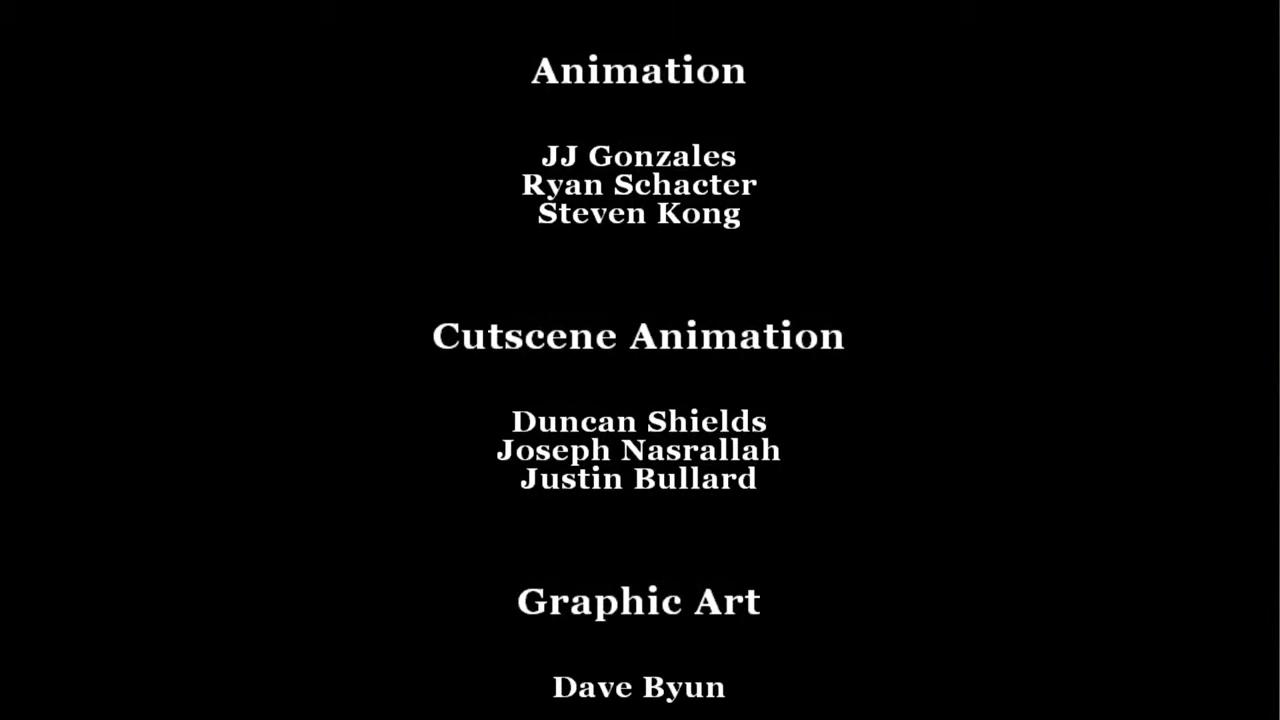 Animation
JJ Gonzales
Ryan Schacter
Steven Kong
Cutscene Animation
Duncan Shields
Joseph Nasrallah
Justin Bullard
Graphic Art
Dave Byun